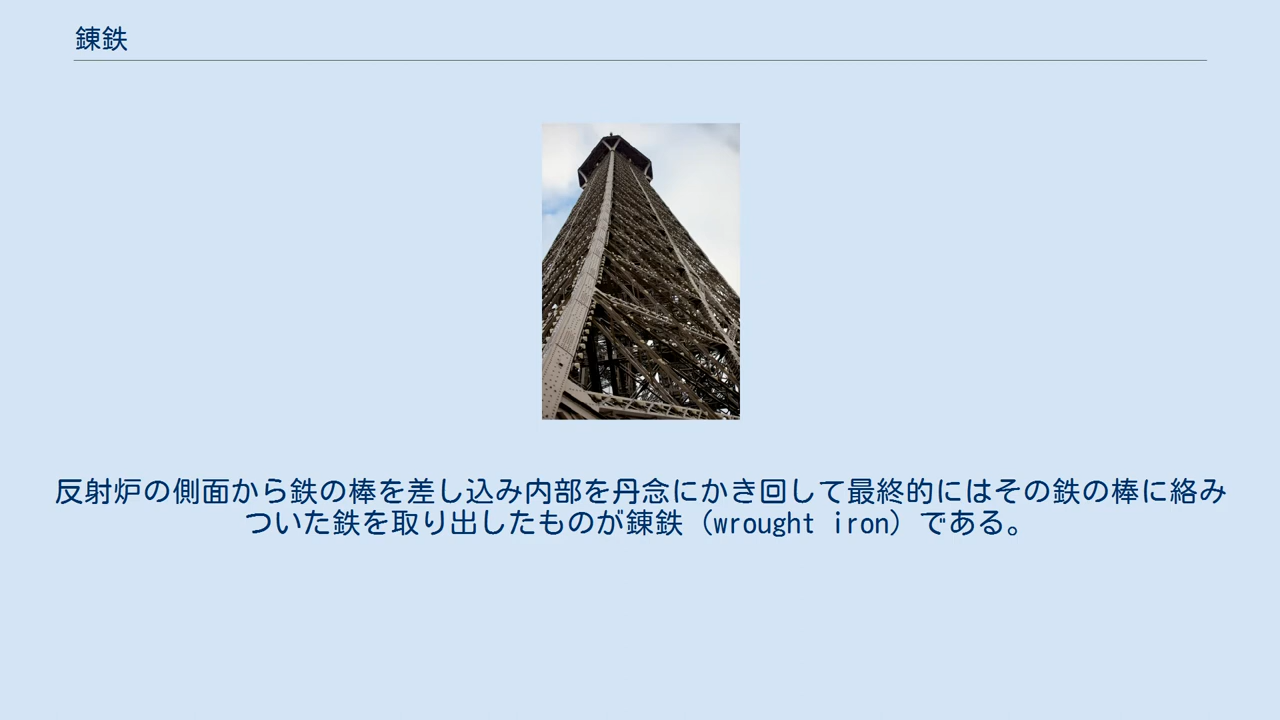 錬鉄
反射炉の側面から鉄の棒を差し込み内部を丹念にかき回して最終的にはその鉄の棒に絡み
ついた鉄を取り出したものが錬鉄（wrought iron）である。